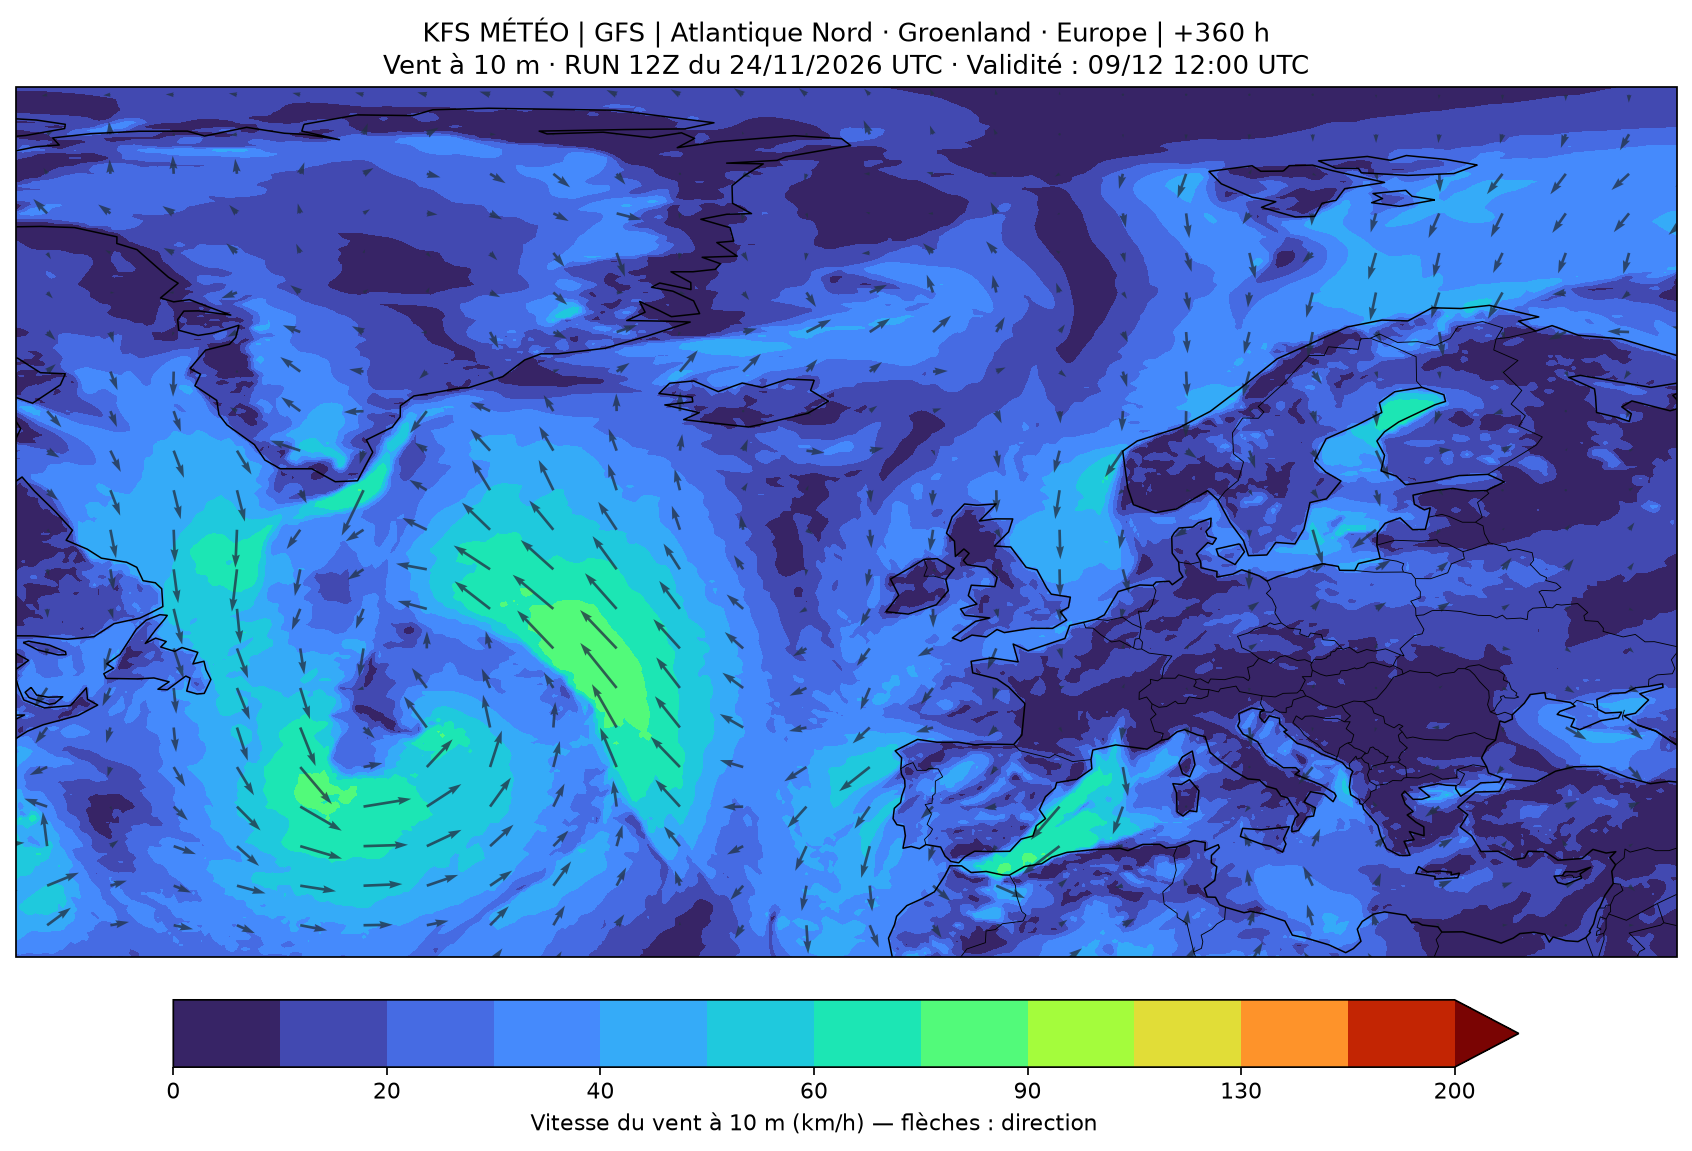 KFS MÉTÉO | GFS | Atlantique Nord · Groenland · Europe | +360 h
Vent à 10 m · RUN 12Z du 24/11/2026 UTC · Validité : 09/12 12:00 UTC
0 20 40 60 90 130 200
Vitesse du vent à 10 m (km/h) — flèches : direction